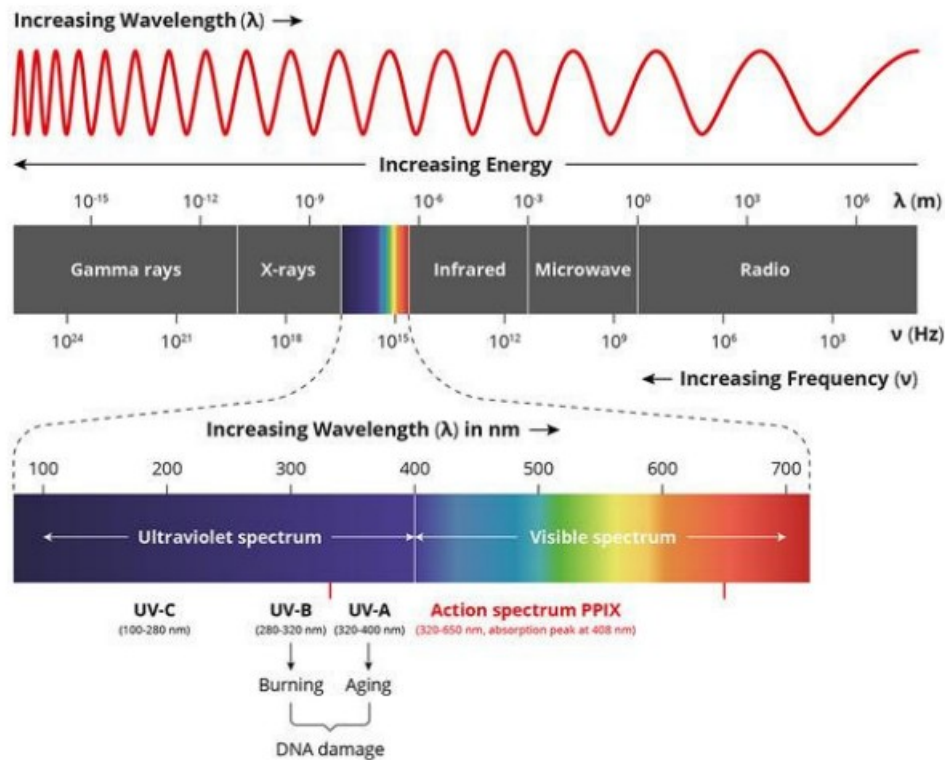 Increasing Wavelength (λ) →
← Increasing Energy
10⁻¹⁵ 10⁻¹² 10⁻⁹ 10⁻⁶ 10⁻³ 10⁰ 10³ 10⁶ λ (m)
Gamma rays X-rays Infrared Microwave Radio
10²⁴ 10²¹ 10¹⁸ 10¹⁵ 10¹² 10⁹ 10⁶ 10³ ν (Hz)
← Increasing Frequency (ν)
Increasing Wavelength (λ) in nm →
100 200 300 400 500 600 700
Ultraviolet spectrum Visible spectrum
UV-C UV-B UV-A Action spectrum PPIX
(100-280 nm) (280-320 nm) (320-400 nm) (320-650 nm, absorption peak at 408 nm)
Burning Aging
DNA damage